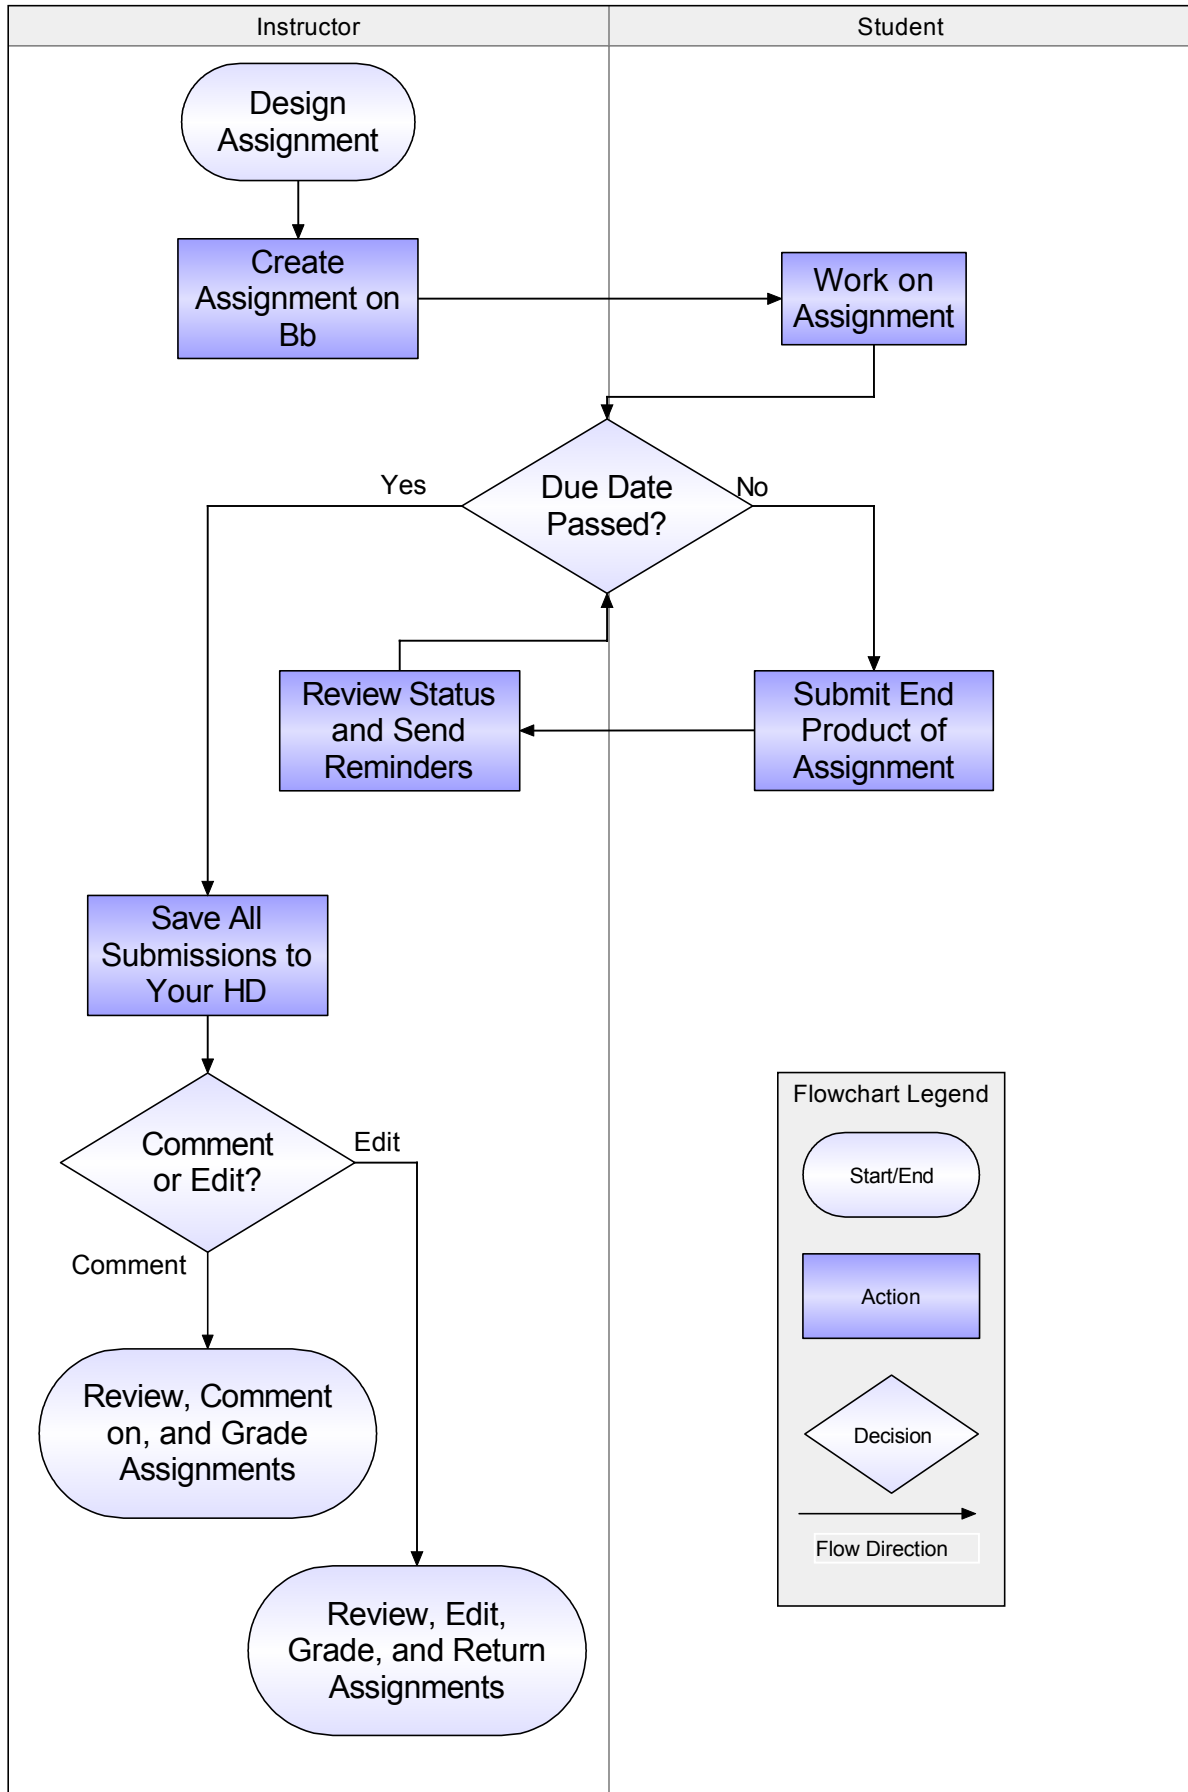 Instructor
Student
Design
Assignment
Create
Assignment on
Bb
Work on
Assignment
Yes
Due Date
Passed?
No
Review Status
and Send
Reminders
Submit End
Product of
Assignment
Save All
Submissions to
Your HD
Comment
or Edit?
Edit
Comment
Review, Comment
on, and Grade
Assignments
Review, Edit,
Grade, and Return
Assignments
Flowchart Legend
Start/End
Action
Decision
Flow Direction